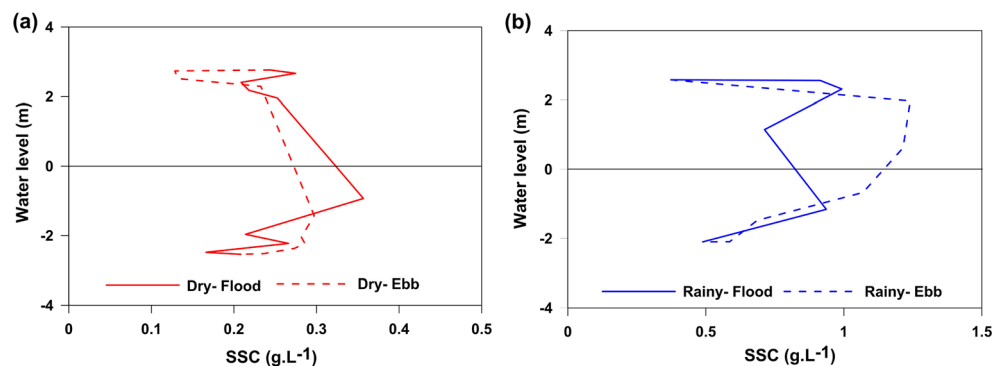 (a)
4
2
0
-2
-4
Water level (m)
Dry- Flood
Dry- Ebb
0
0.1
0.2
0.3
0.4
0.5
SSC (g.L-1)
(b)
4
2
0
-2
-4
Water level (m)
Rainy- Flood
Rainy- Ebb
0
0.5
1
1.5
SSC (g.L-1)